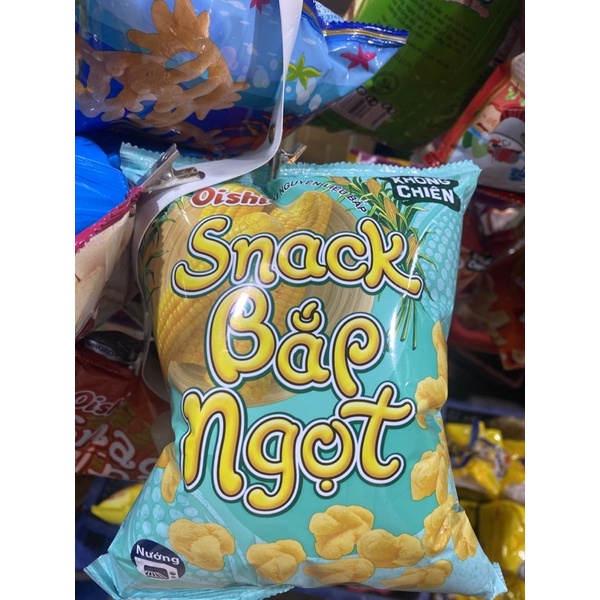 Oishi
NGUYÊN LIỆU BẮP
KHÔNG
CHIÊN
Snack
Bắp
ngọt
Nướng